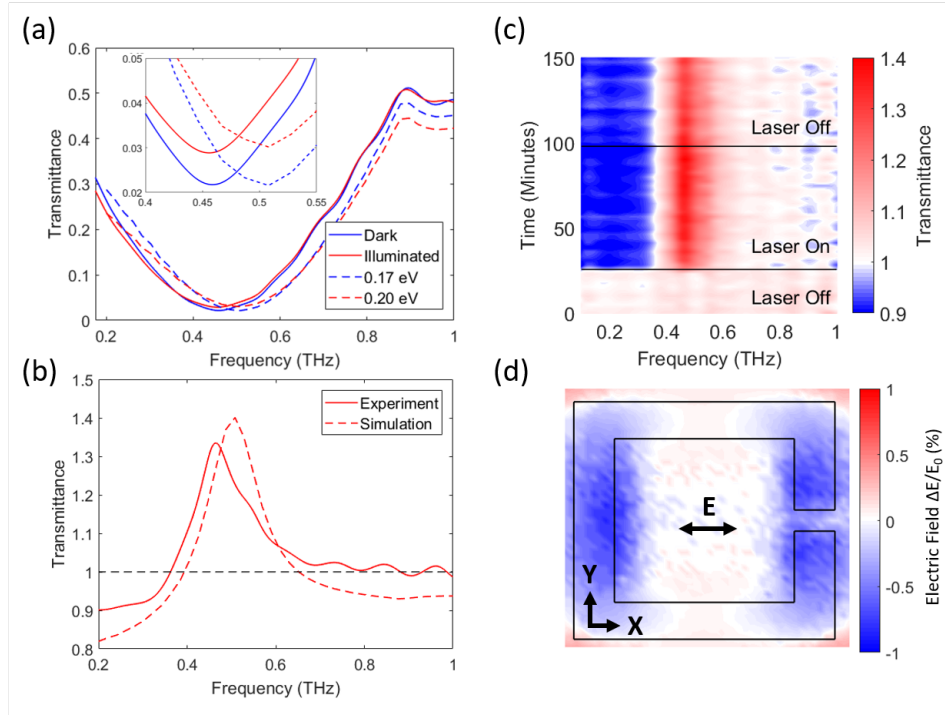 (a)
0.6
0.5
0.4
0.3
0.2
0.1
0
Transmittance
0.05
0.04
0.03
0.02
0.4
0.45
0.5
0.55
Dark
Illuminated
0.17 eV
0.20 eV
0.2
0.4
0.6
0.8
1
Frequency (THz)
(b)
1.5
1.4
1.3
1.2
1.1
1
0.9
0.8
Transmittance
Experiment
Simulation
0.2
0.4
0.6
0.8
1
Frequency (THz)
(c)
150
100
50
0
Time (Minutes)
Laser Off
Laser On
Laser Off
0.2
0.4
0.6
0.8
1
Frequency (THz)
1.4
1.3
1.2
1.1
1
0.9
Transmittance
(d)
E
Y
X
1
0.5
0
-0.5
-1
Electric Field ΔE/E₀ (%)